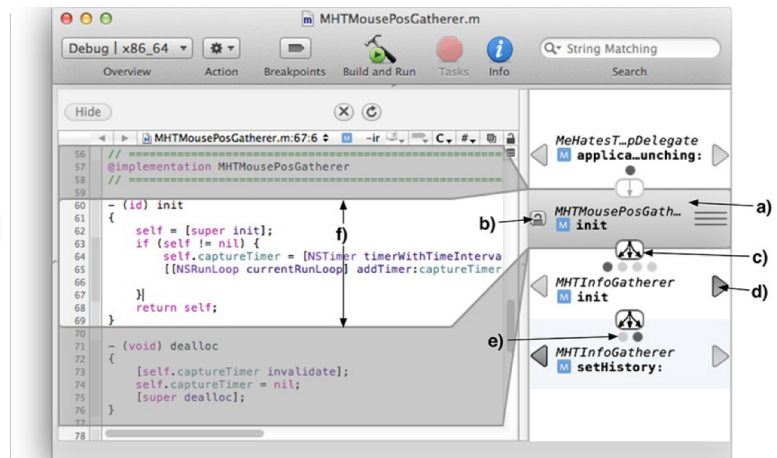 MHTMousePosGatherer.m
Debug | x86_64
Overview
Action
Breakpoints
Build and Run
Tasks
Info
String Matching
Search
Hide
MHTMousePosGatherer.m:67:6
M
-ir
C
#
56 // ==================================================
57 @implementation MHTMousePosGatherer
58 // ==================================================
59
60 - (id) init
61 {
62 self = [super init];
63 if (self != nil) {
64 self.captureTimer = [NSTimer timerWithTimeInterva
65 [[NSRunLoop currentRunLoop] addTimer:captureTimer
66
67 }
68 return self;
69 }
70
71 - (void) dealloc
72 {
73 [self.captureTimer invalidate];
74 self.captureTimer = nil;
75 [super dealloc];
76 }
77
78
f)
MeHatesT…pDelegate
M applica…unching:
MHTMousePosGath…
M init
MHTInfoGatherer
M init
MHTInfoGatherer
M setHistory:
a)
b)
c)
d)
e)